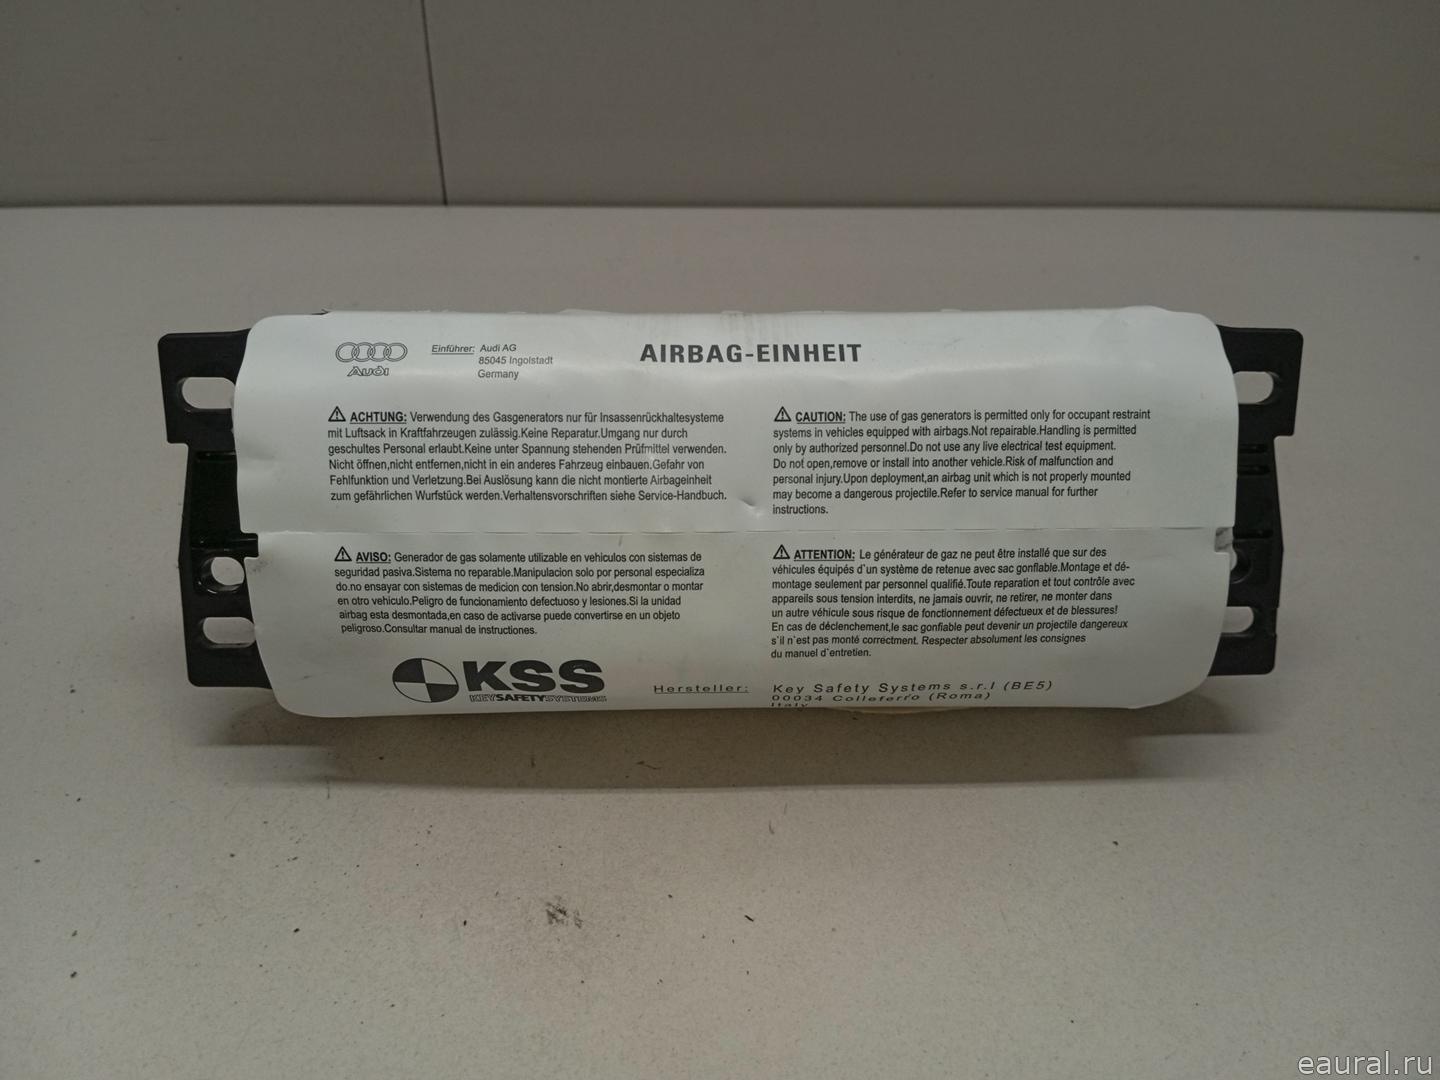 Audi
Einführer: Audi AG
85045 Ingolstadt
Germany
AIRBAG-EINHEIT
ACHTUNG: Verwendung des Gasgenerators nur für Insassenrückhaltesysteme
mit Luftsack in Kraftfahrzeugen zulässig.Keine Reparatur.Umgang nur durch
geschultes Personal erlaubt.Keine unter Spannung stehenden Prüfmittel verwenden.
Nicht öffnen,nicht entfernen,nicht in ein anderes Fahrzeug einbauen.Gefahr von
Fehlfunktion und Verletzung.Bei Auslösung kann die nicht montierte Airbageinheit
zum gefährlichen Wurfstück werden.Verhaltensvorschriften siehe Service-Handbuch.
CAUTION: The use of gas generators is permitted only for occupant restraint
systems in vehicles equipped with airbags.Not repairable.Handling is permitted
only by authorized personnel.Do not use any live electrical test equipment.
Do not open,remove or install into another vehicle.Risk of malfunction and
personal injury.Upon deployment,an airbag unit which is not properly mounted
may become a dangerous projectile.Refer to service manual for further
instructions.
AVISO: Generador de gas solamente utilizable en vehiculos con sistemas de
seguridad pasiva.Sistema no reparable.Manipulacion solo por personal especializa
do.no ensayar con sistemas de medicion con tension.No abrir,desmontar o montar
en otro vehiculo.Peligro de funcionamiento defectuoso y lesiones.Si la unidad
airbag esta desmontada,en caso de activarse puede convertirse en un objeto
peligroso.Consultar manual de instructiones.
ATTENTION: Le générateur de gaz ne peut être installé que sur des
véhicules équipés d`un système de retenue avec sac gonflable.Montage et dé-
montage seulement par personnel qualifié.Toute reparation et tout contrôle avec
appareils sous tension interdits, ne jamais ouvrir, ne retirer, ne monter dans
un autre véhicule sous risque de fonctionnement défectueux et de blessures!
En cas de déclenchement,le sac gonfiable peut devenir un projectile dangereux
s`il n`est pas monté correctment. Respecter absolument les consignes
du manuel d`entretien.
KSS
KEYSAFETYSYSTEMS
Hersteller: Key Safety Systems s.r.l (BE5)
00034 Colleferro (Roma)
Italy
eaural.ru